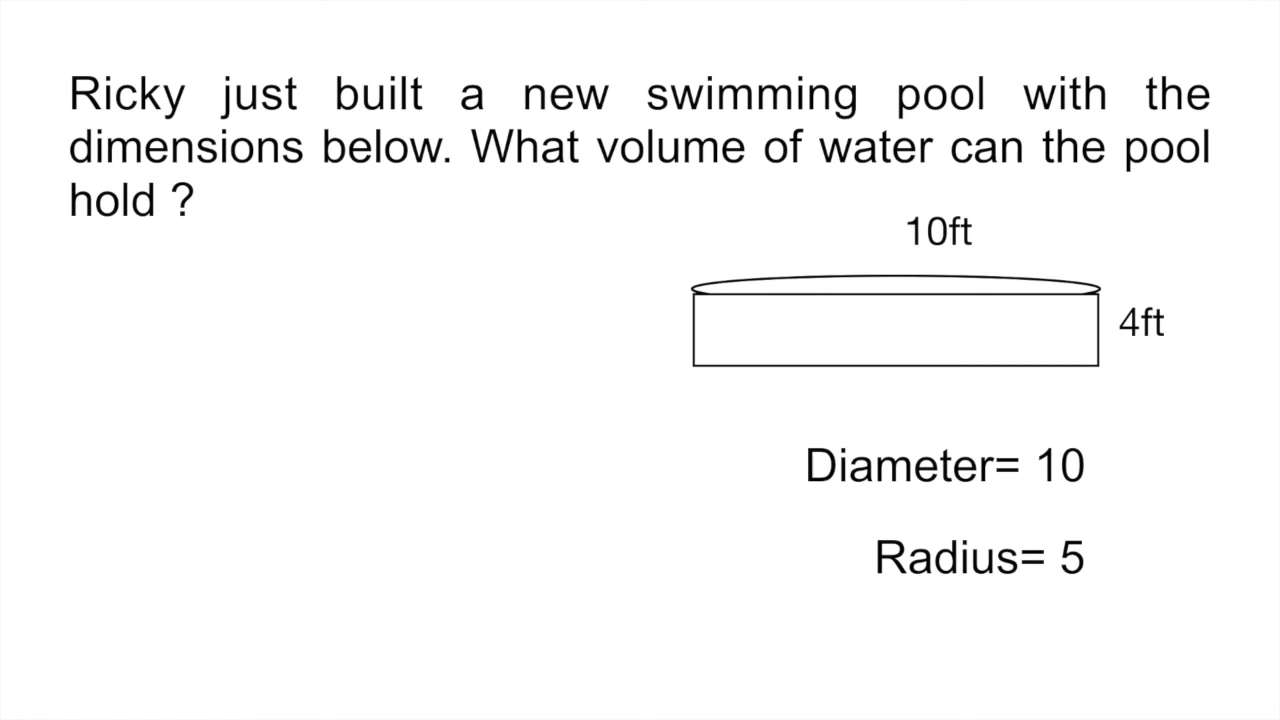 Ricky just built a new swimming pool with the
dimensions below. What volume of water can the pool
hold ?
10ft
4ft
Diameter= 10
Radius= 5